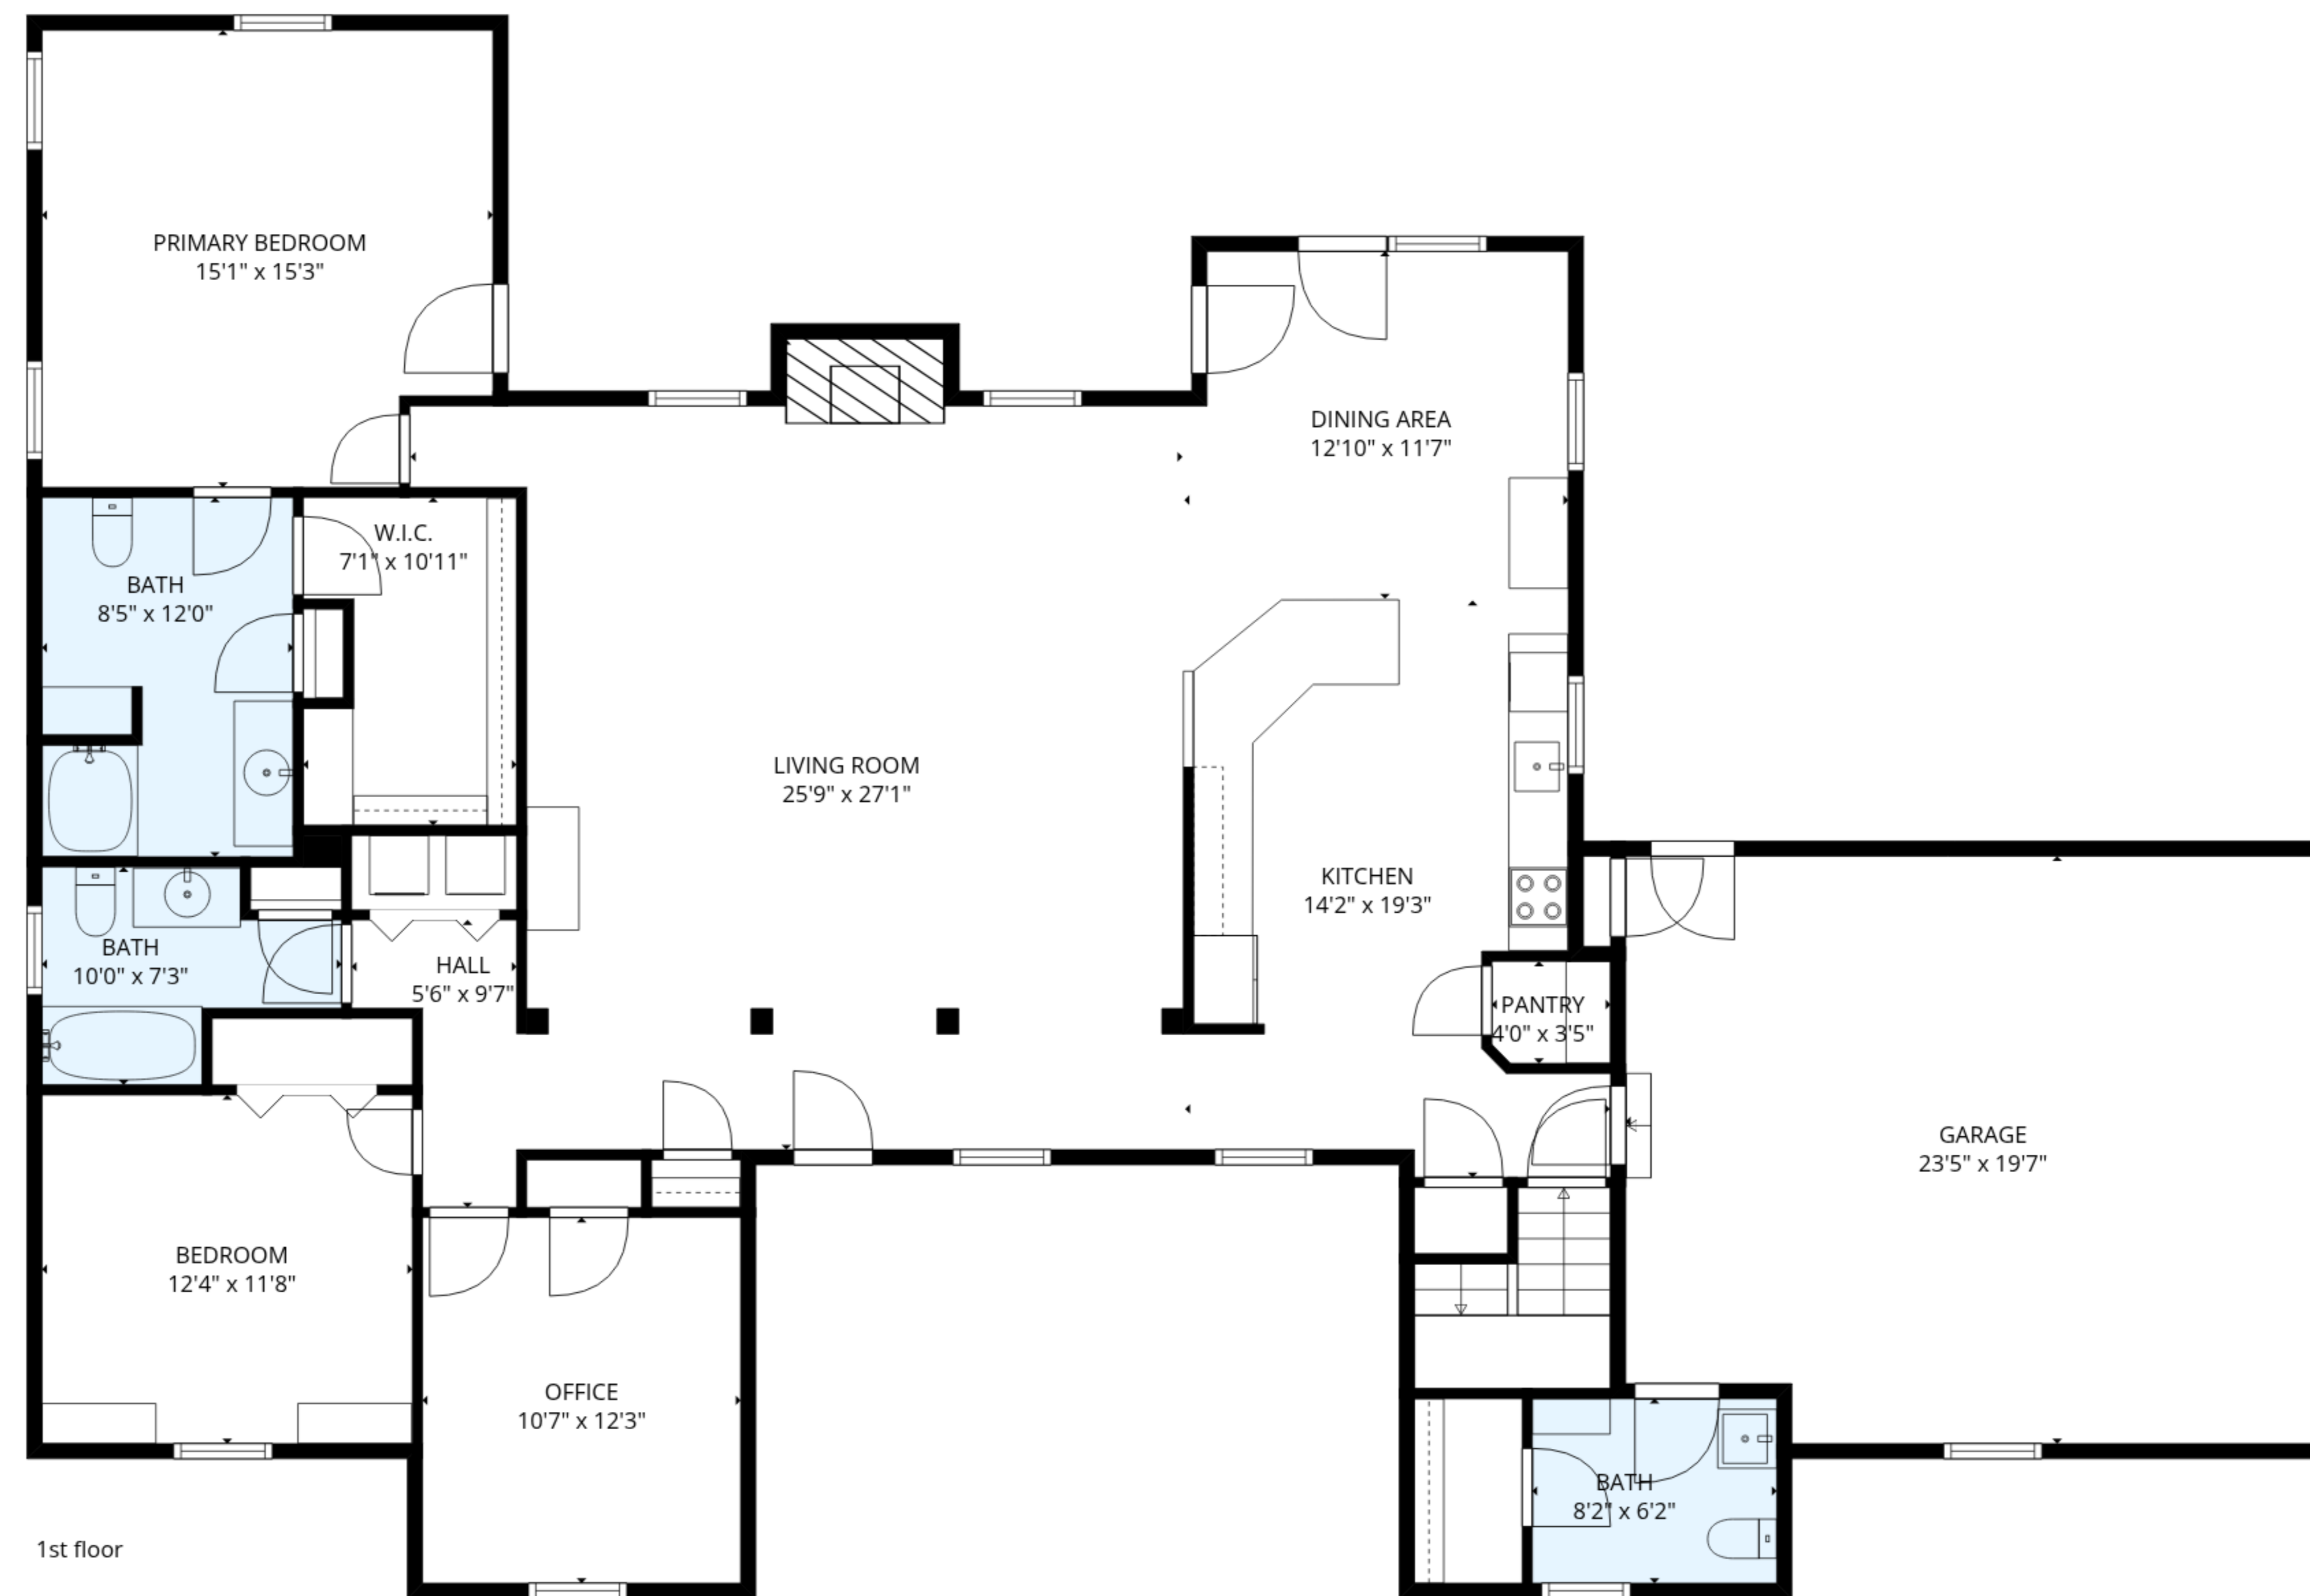 PRIMARY BEDROOM
15'1" x 15'3"
DINING AREA
12'10" x 11'7"
W.I.C.
7'1" x 10'11"
BATH
8'5" x 12'0"
LIVING ROOM
25'9" x 27'1"
KITCHEN
14'2" x 19'3"
BATH
10'0" x 7'3"
HALL
5'6" x 9'7"
PANTRY
4'0" x 3'5"
GARAGE
23'5" x 19'7"
BEDROOM
12'4" x 11'8"
OFFICE
10'7" x 12'3"
BATH
8'2" x 6'2"
1st floor